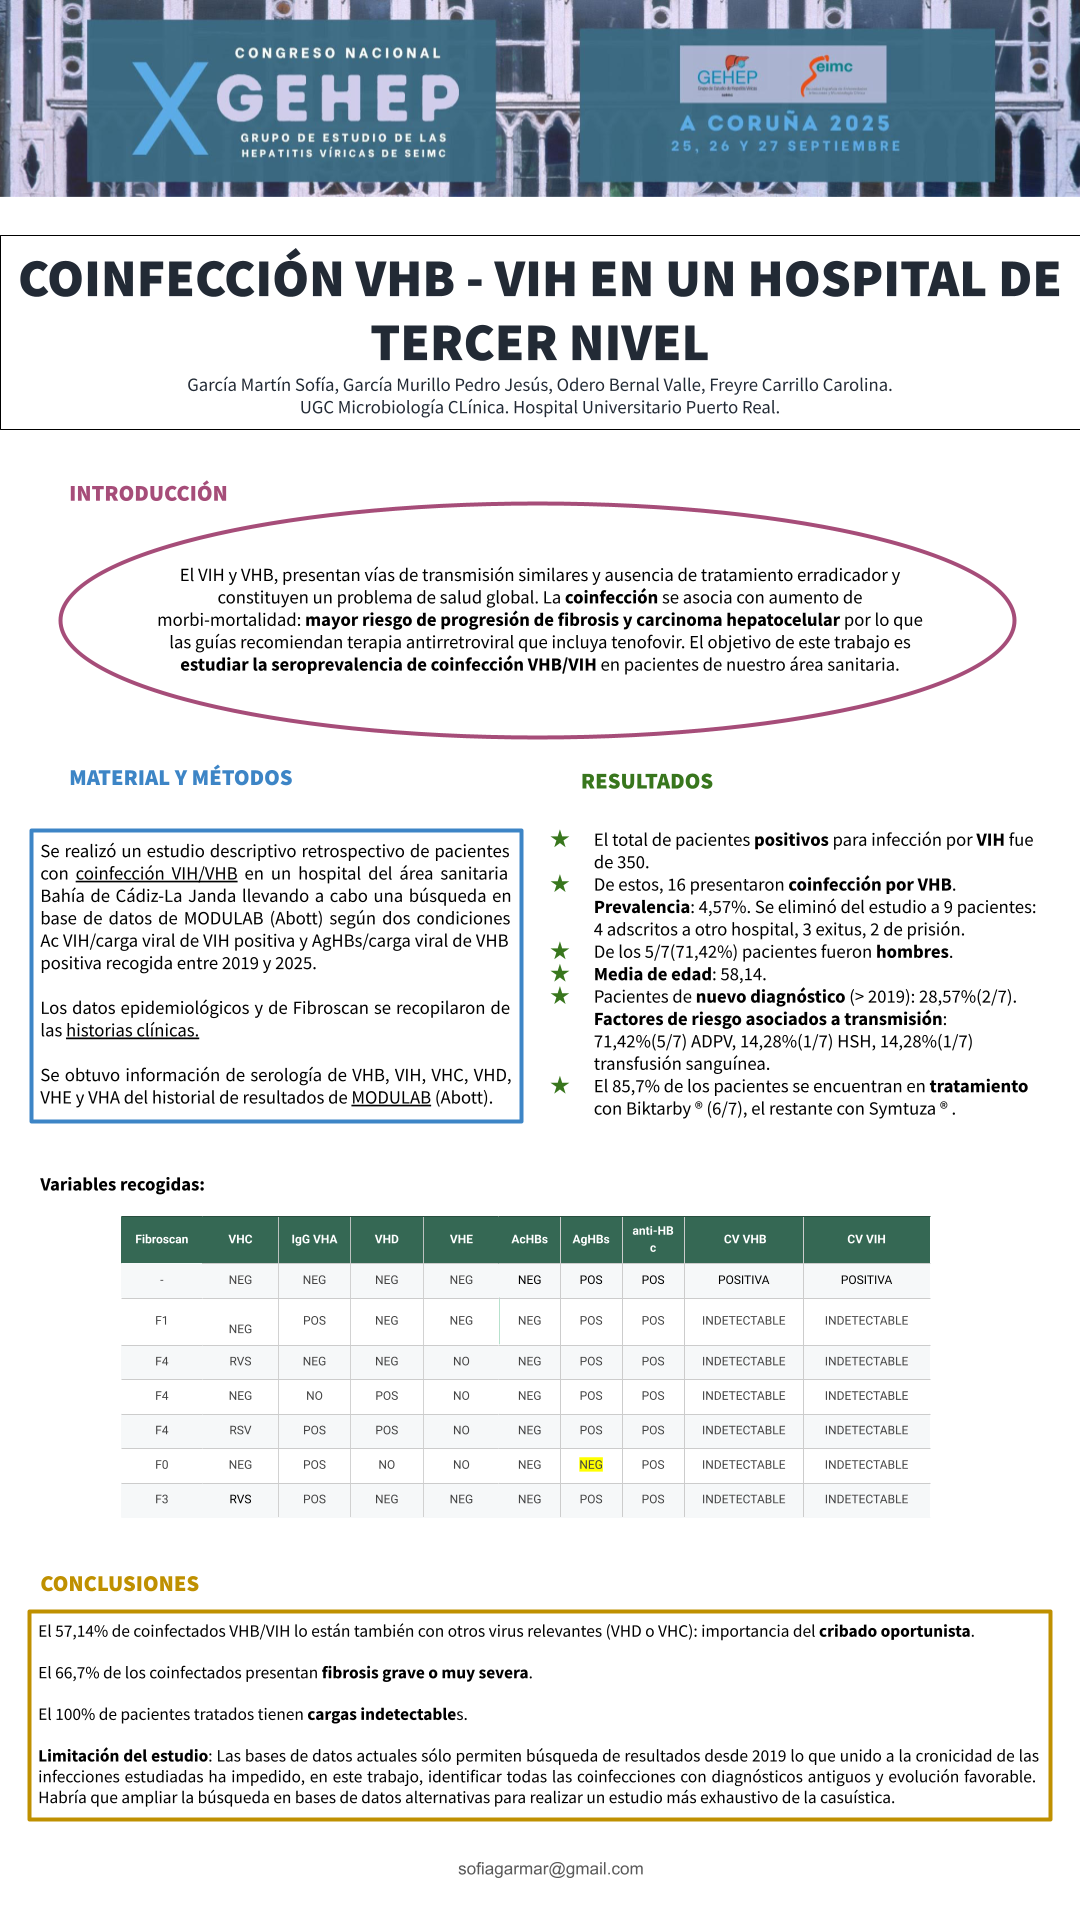 CONGRESO NACIONAL
X GEHEP
GRUPO DE ESTUDIO DE LAS
HEPATITIS VÍRICAS DE SEIMC
GEHEP
seimc
A CORUÑA 2025
25, 26 Y 27 SEPTIEMBRE
COINFECCIÓN VHB - VIH EN UN HOSPITAL DE
TERCER NIVEL
García Martín Sofía, García Murillo Pedro Jesús, Odero Bernal Valle, Freyre Carrillo Carolina.
UGC Microbiología CLínica. Hospital Universitario Puerto Real.
INTRODUCCIÓN
El VIH y VHB, presentan vías de transmisión similares y ausencia de tratamiento erradicador y
constituyen un problema de salud global. La coinfección se asocia con aumento de
morbi-mortalidad: mayor riesgo de progresión de fibrosis y carcinoma hepatocelular por lo que
las guías recomiendan terapia antirretroviral que incluya tenofovir. El objetivo de este trabajo es
estudiar la seroprevalencia de coinfección VHB/VIH en pacientes de nuestro área sanitaria.
MATERIAL Y MÉTODOS
Se realizó un estudio descriptivo retrospectivo de pacientes
con coinfección VIH/VHB en un hospital del área sanitaria
Bahía de Cádiz-La Janda llevando a cabo una búsqueda en
base de datos de MODULAB (Abott) según dos condiciones
Ac VIH/carga viral de VIH positiva y AgHBs/carga viral de VHB
positiva recogida entre 2019 y 2025.
Los datos epidemiológicos y de Fibroscan se recopilaron de
las historias clínicas.
Se obtuvo información de serología de VHB, VIH, VHC, VHD,
VHE y VHA del historial de resultados de MODULAB (Abott).
RESULTADOS
★ El total de pacientes positivos para infección por VIH fue
de 350.
★ De estos, 16 presentaron coinfección por VHB.
Prevalencia: 4,57%. Se eliminó del estudio a 9 pacientes:
4 adscritos a otro hospital, 3 exitus, 2 de prisión.
★ De los 5/7(71,42%) pacientes fueron hombres.
★ Media de edad: 58,14.
★ Pacientes de nuevo diagnóstico (> 2019): 28,57%(2/7).
Factores de riesgo asociados a transmisión:
71,42%(5/7) ADPV, 14,28%(1/7) HSH, 14,28%(1/7)
transfusión sanguínea.
★ El 85,7% de los pacientes se encuentran en tratamiento
con Biktarby ® (6/7), el restante con Symtuza ® .
Variables recogidas:
Fibroscan VHC IgG VHA VHD VHE AcHBs AgHBs anti-HB c CV VHB CV VIH
- NEG NEG NEG NEG NEG POS POS POSITIVA POSITIVA
F1 NEG POS NEG NEG NEG POS POS INDETECTABLE INDETECTABLE
F4 RVS NEG NEG NO NEG POS POS INDETECTABLE INDETECTABLE
F4 NEG NO POS NO NEG POS POS INDETECTABLE INDETECTABLE
F4 RSV POS POS NO NEG POS POS INDETECTABLE INDETECTABLE
F0 NEG POS NO NO NEG NEG POS INDETECTABLE INDETECTABLE
F3 RVS POS NEG NEG NEG POS POS INDETECTABLE INDETECTABLE
CONCLUSIONES
El 57,14% de coinfectados VHB/VIH lo están también con otros virus relevantes (VHD o VHC): importancia del cribado oportunista.
El 66,7% de los coinfectados presentan fibrosis grave o muy severa.
El 100% de pacientes tratados tienen cargas indetectables.
Limitación del estudio: Las bases de datos actuales sólo permiten búsqueda de resultados desde 2019 lo que unido a la cronicidad de las
infecciones estudiadas ha impedido, en este trabajo, identificar todas las coinfecciones con diagnósticos antiguos y evolución favorable.
Habría que ampliar la búsqueda en bases de datos alternativas para realizar un estudio más exhaustivo de la casuística.
sofiagarmar@gmail.com